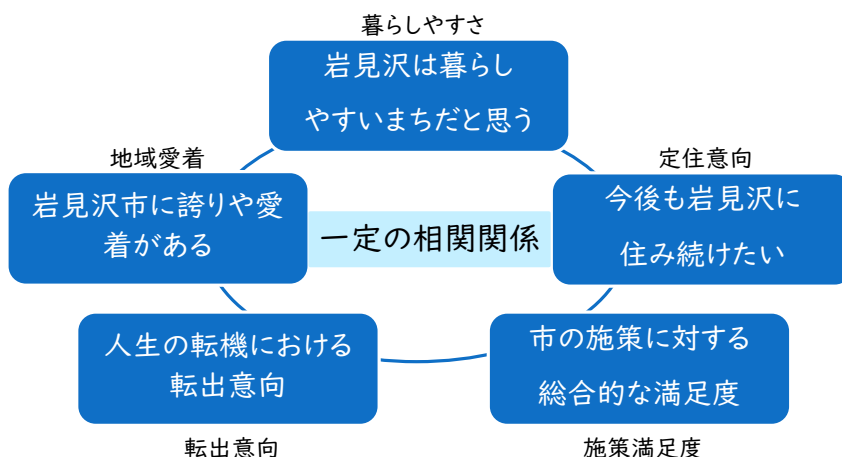 暮らしやすさ
岩見沢は暮らし
やすいまちだと思う
地域愛着
岩見沢市に誇りや愛
着がある
一定の相関関係
定住意向
今後も岩見沢に
住み続けたい
人生の転機における
転出意向
転出意向
市の施策に対する
総合的な満足度
施策満足度